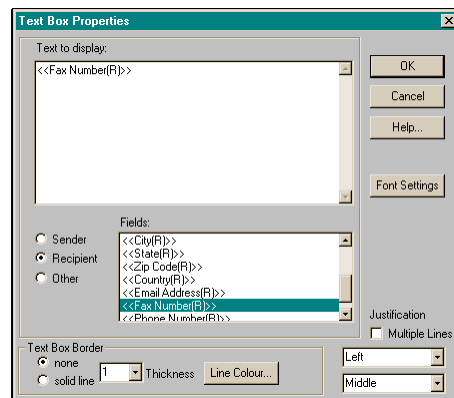 Text Box Properties
Text to display:
<<Fax Number(R)>>
OK
Cancel
Help...
Font Settings
Fields:
Sender
Recipient
Other
<<City(R)>>
<<State(R)>>
<<Zip Code(R)>>
<<Country(R)>>
<<Email Address(R)>>
<<Fax Number(R)>>
<<Phone Number(R)>>
Justification
Multiple Lines
Left
Middle
Text Box Border
none
solid line
1
Thickness
Line Colour...